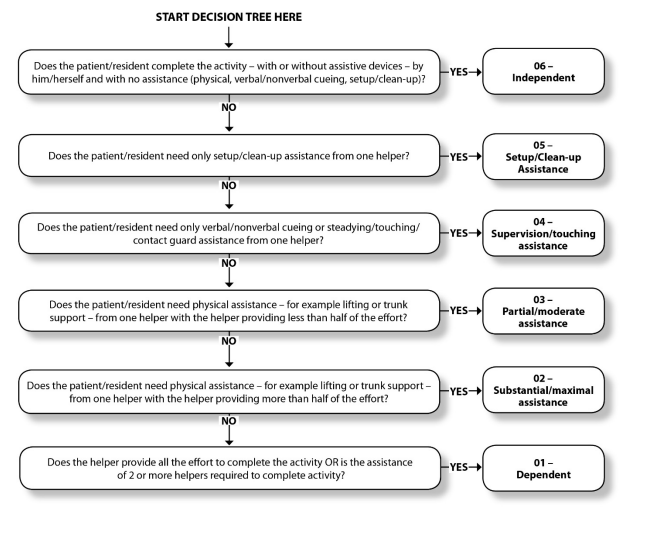 START DECISION TREE HERE
Does the patient/resident complete the activity – with or without assistive devices – by
him/herself and with no assistance (physical, verbal/nonverbal cueing, setup/clean-up)?
YES
06 –
Independent
NO
Does the patient/resident need only setup/clean-up assistance from one helper?
YES
05 –
Setup/Clean-up
Assistance
NO
Does the patient/resident need only verbal/nonverbal cueing or steadying/touching/
contact guard assistance from one helper?
YES
04 –
Supervision/touching
assistance
NO
Does the patient/resident need physical assistance – for example lifting or trunk
support – from one helper with the helper providing less than half of the effort?
YES
03 –
Partial/moderate
assistance
NO
Does the patient/resident need physical assistance – for example lifting or trunk support –
from one helper with the helper providing more than half of the effort?
YES
02 –
Substantial/maximal
assistance
NO
Does the helper provide all the effort to complete the activity OR is the assistance
of 2 or more helpers required to complete activity?
YES
01 –
Dependent